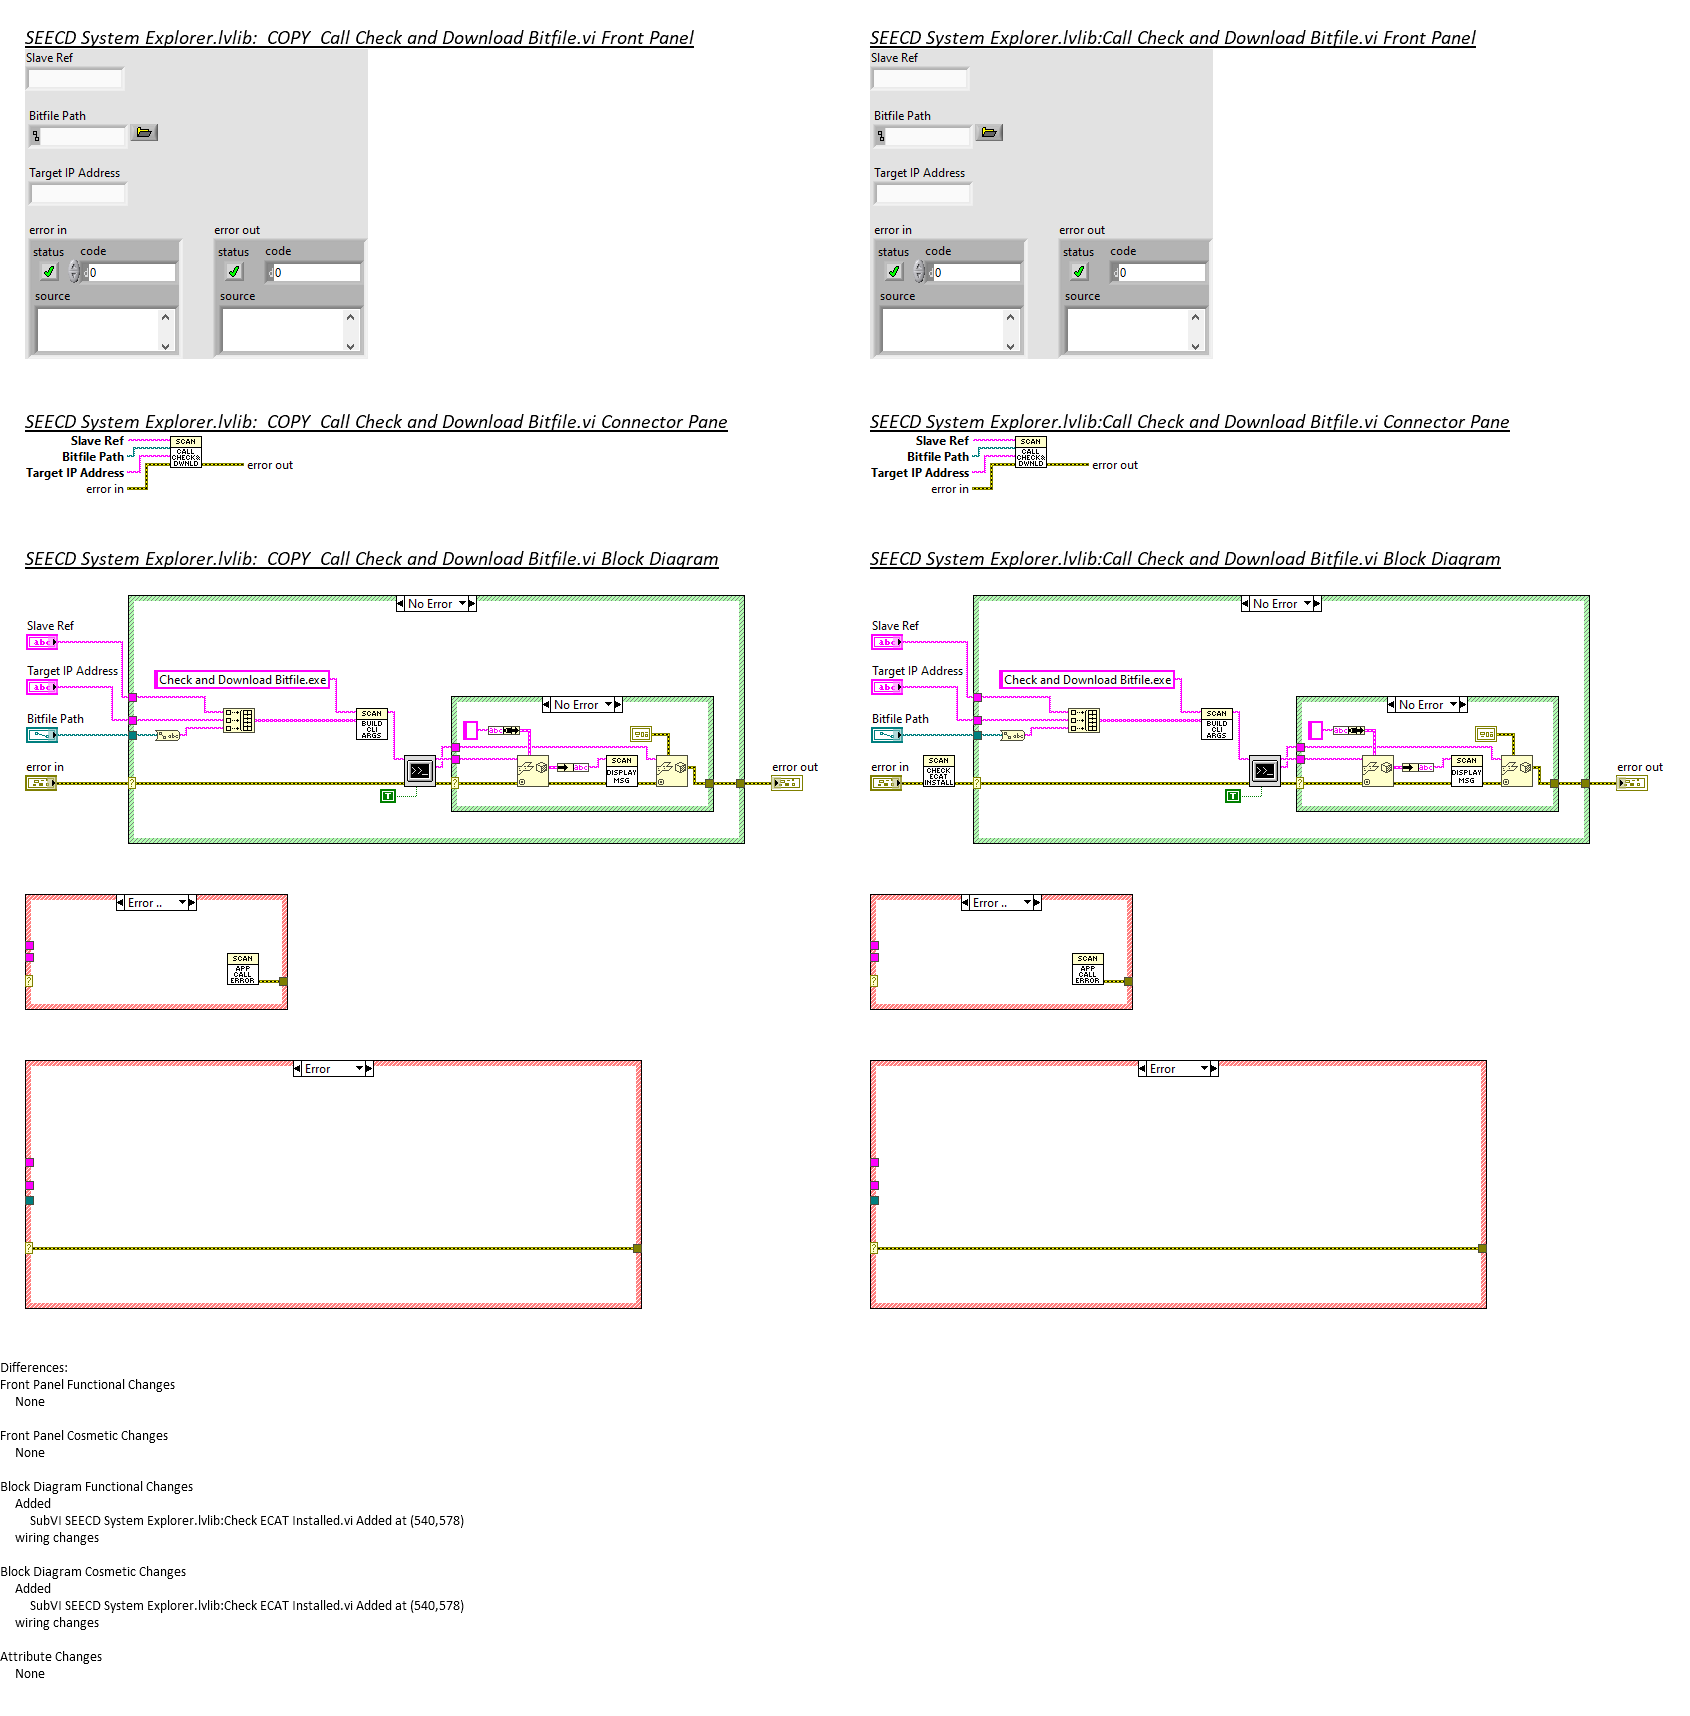 SEECD System Explorer.lvlib:  COPY  Call Check and Download Bitfile.vi Front Panel
Slave Ref
Bitfile Path
Target IP Address
error in
error out
status
code
0
source
status
code
0
source
SEECD System Explorer.lvlib:Call Check and Download Bitfile.vi Front Panel
Slave Ref
Bitfile Path
Target IP Address
error in
error out
status
code
0
source
status
code
0
source
SEECD System Explorer.lvlib:  COPY  Call Check and Download Bitfile.vi Connector Pane
Slave Ref
Bitfile Path
Target IP Address
error in
SCAN
CALL
CHECK&
DWNLD
error out
SEECD System Explorer.lvlib:Call Check and Download Bitfile.vi Connector Pane
Slave Ref
Bitfile Path
Target IP Address
error in
SCAN
CALL
CHECK&
DWNLD
error out
SEECD System Explorer.lvlib:  COPY  Call Check and Download Bitfile.vi Block Diagram
No Error
Slave Ref
abc
Target IP Address
abc
Bitfile Path
error in
Check and Download Bitfile.exe
abc
SCAN
BUILD
CLI
ARGS
T
No Error
abc
abc
SCAN
DISPLAY
MSG
error out
Error ..
SCAN
APP
CALL
ERROR
Error
SEECD System Explorer.lvlib:Call Check and Download Bitfile.vi Block Diagram
No Error
Slave Ref
abc
Target IP Address
abc
Bitfile Path
error in
SCAN
CHECK
ECAT
INSTALL
Check and Download Bitfile.exe
abc
SCAN
BUILD
CLI
ARGS
T
No Error
abc
abc
SCAN
DISPLAY
MSG
error out
Error ..
SCAN
APP
CALL
ERROR
Error
Differences:
Front Panel Functional Changes
None
Front Panel Cosmetic Changes
None
Block Diagram Functional Changes
Added
SubVI SEECD System Explorer.lvlib:Check ECAT Installed.vi Added at (540,578)
wiring changes
Block Diagram Cosmetic Changes
Added
SubVI SEECD System Explorer.lvlib:Check ECAT Installed.vi Added at (540,578)
wiring changes
Attribute Changes
None